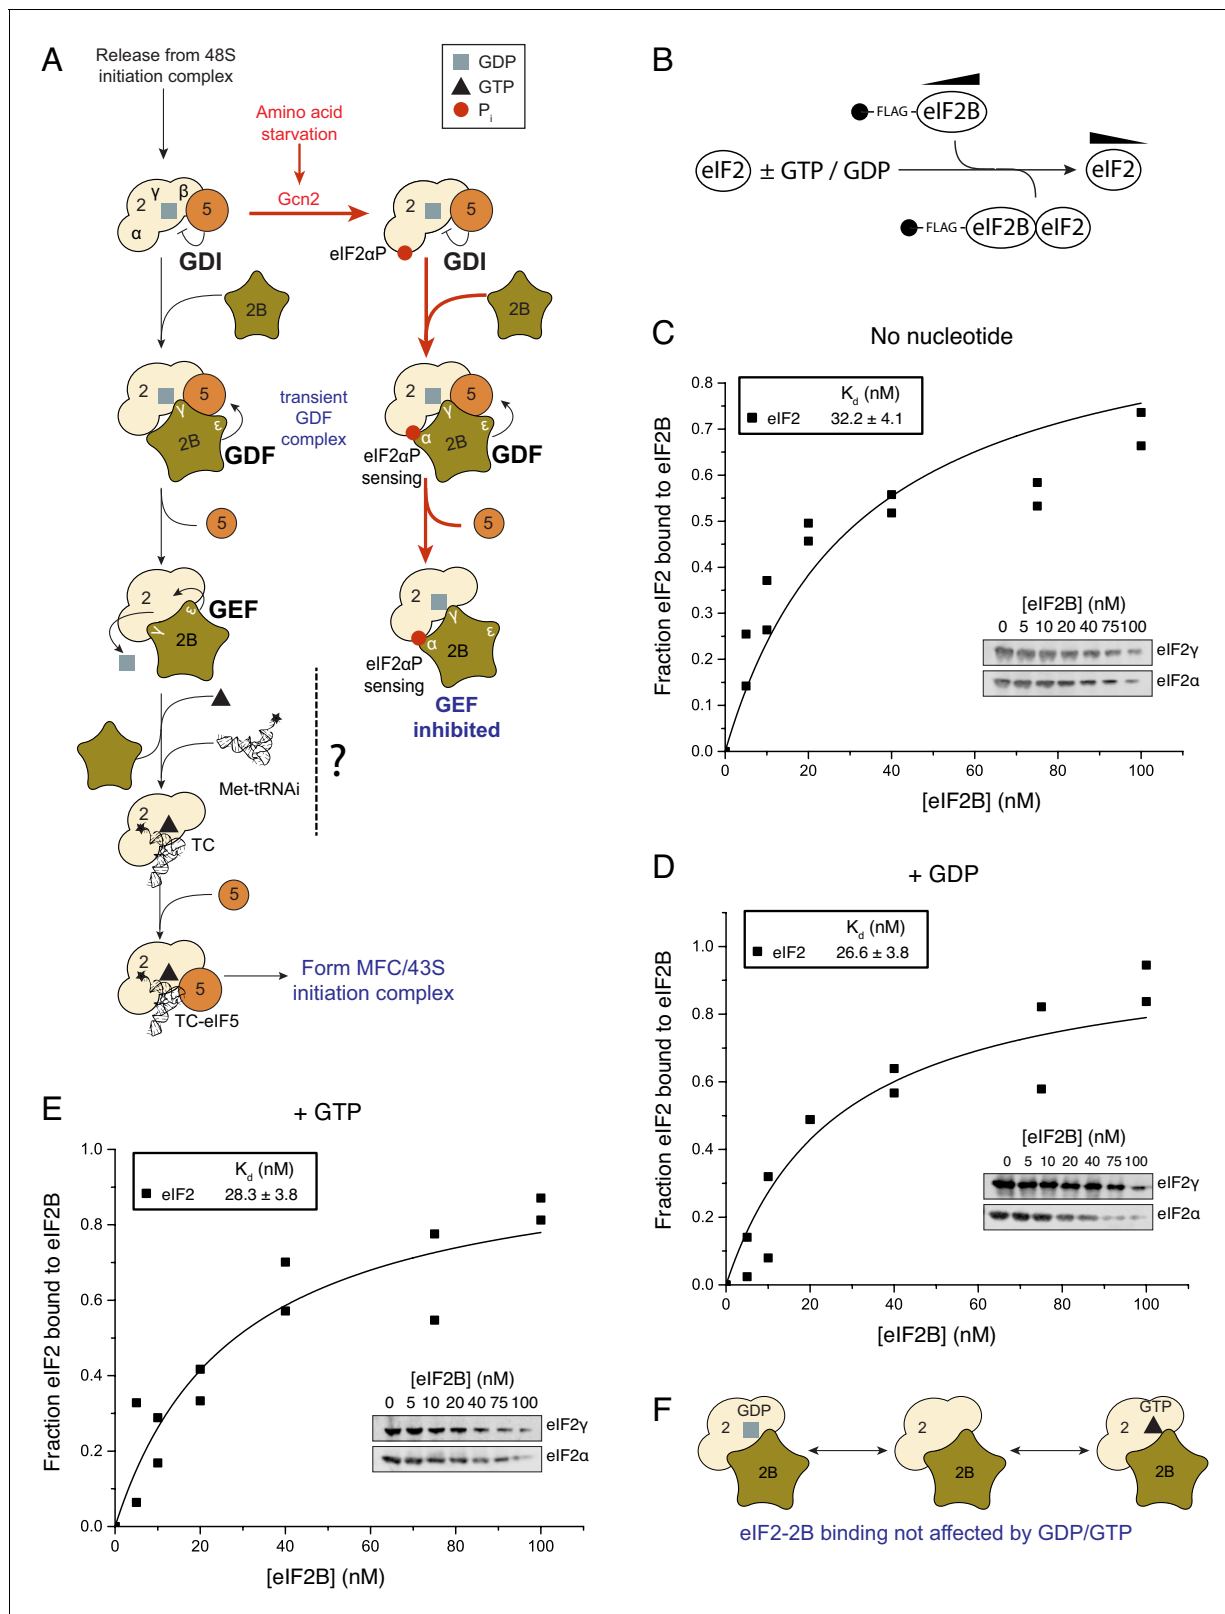 A
Release from 48S
initiation complex
GDP
GTP
Pi
Amino acid
starvation
Gcn2
2
γ
β
5
α
GDI
2
5
eIF2αP
GDI
2B
2B
2
5
γ
ε
2B
GDF
transient
GDF
complex
2
5
γ
α
ε
2B
GDF
eIF2αP
sensing
5
5
2
GEF
ε
γ
2B
2
γ
α
ε
2B
eIF2αP
sensing
GEF
inhibited
Met-tRNAi
?
2
TC
5
2
5
TC-eIF5
Form MFC/43S
initiation complex
B
FLAG
eIF2B
eIF2 ± GTP / GDP
eIF2
FLAG
eIF2B
eIF2
C
No nucleotide
Kd (nM)
eIF2 32.2 ± 4.1
0.8
0.7
0.6
0.5
0.4
0.3
0.2
0.1
0.0
Fraction eIF2 bound to eIF2B
[eIF2B] (nM)
0 5 10 20 40 75 100
eIF2γ
eIF2α
0 20 40 60 80 100
[eIF2B] (nM)
D
+ GDP
Kd (nM)
eIF2 26.6 ± 3.8
1.0
0.8
0.6
0.4
0.2
0.0
Fraction eIF2 bound to eIF2B
[eIF2B] (nM)
0 5 10 20 40 75 100
eIF2γ
eIF2α
0 20 40 60 80 100
[eIF2B] (nM)
E
+ GTP
Kd (nM)
eIF2 28.3 ± 3.8
1.0
0.8
0.6
0.4
0.2
0.0
Fraction eIF2 bound to eIF2B
[eIF2B] (nM)
0 5 10 20 40 75 100
eIF2γ
eIF2α
0 20 40 60 80 100
[eIF2B] (nM)
F
GDP
2
2B
2
2B
GTP
2
2B
eIF2-2B binding not affected by GDP/GTP